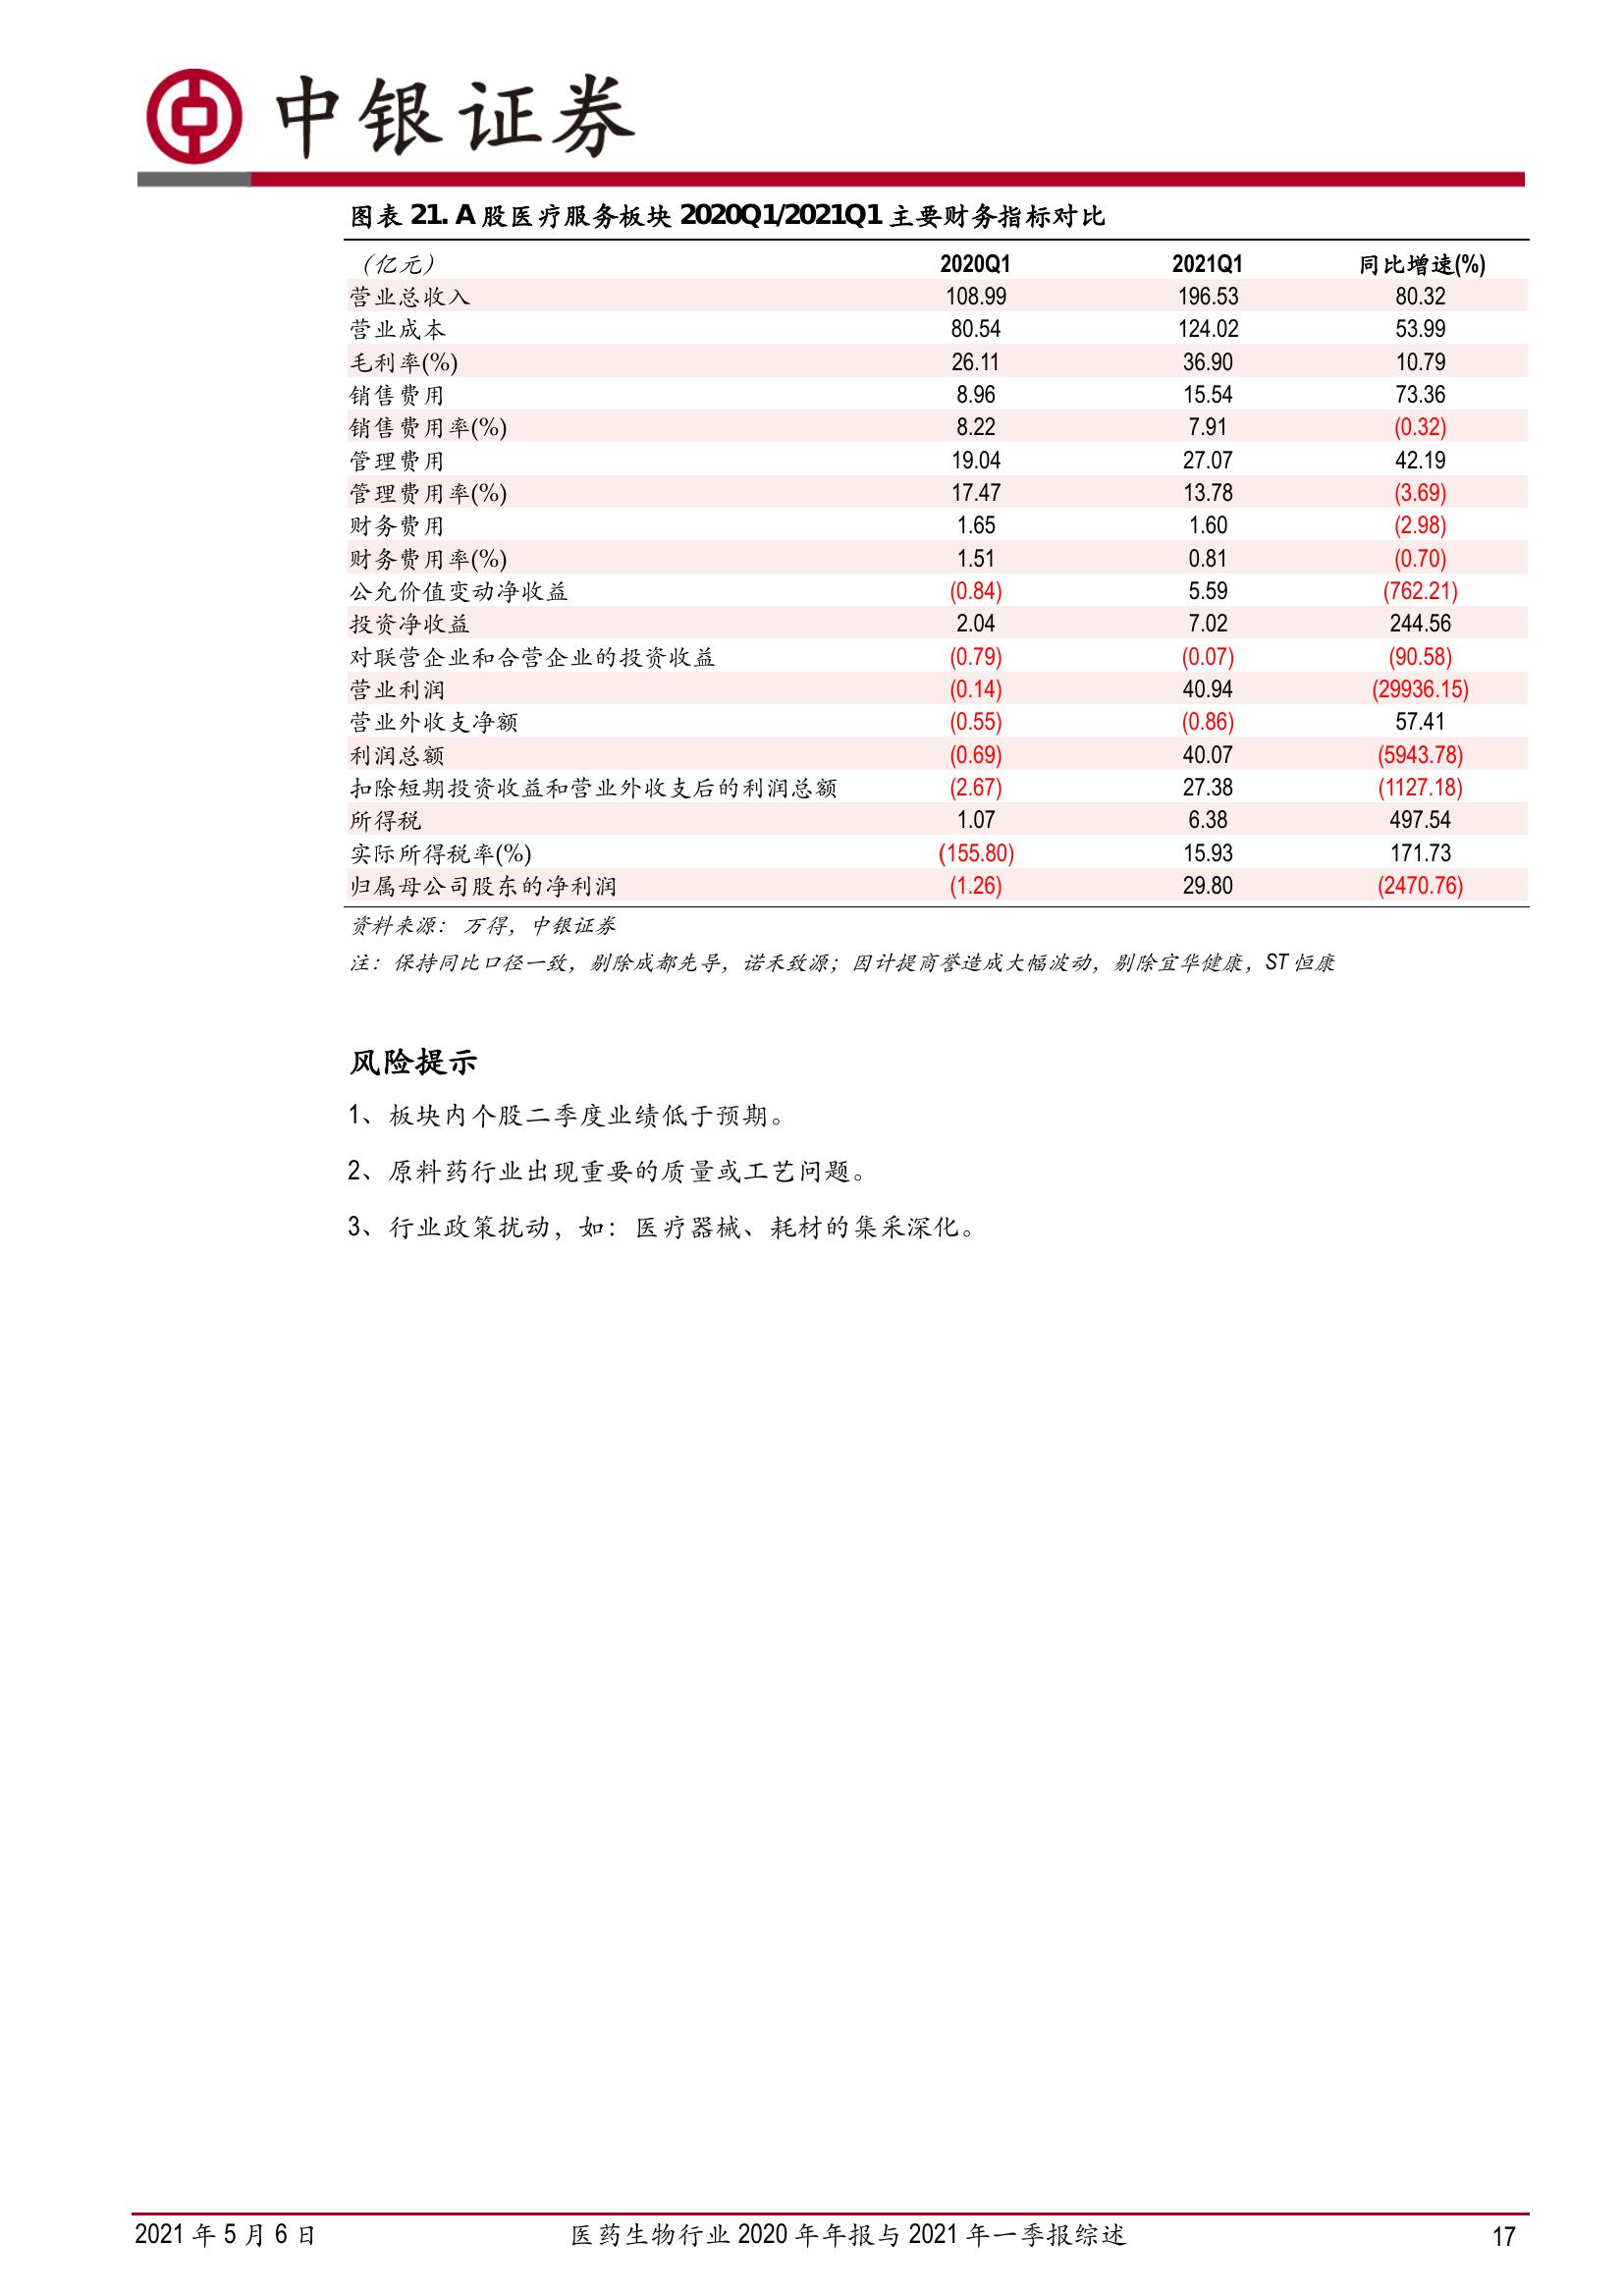 中银证券
图表 21. A 股医疗服务板块 2020Q1/2021Q1 主要财务指标对比
（亿元） 2020Q1 2021Q1 同比增速(%)
营业总收入 108.99 196.53 80.32
营业成本 80.54 124.02 53.99
毛利率(%) 26.11 36.90 10.79
销售费用 8.96 15.54 73.36
销售费用率(%) 8.22 7.91 (0.32)
管理费用 19.04 27.07 42.19
管理费用率(%) 17.47 13.78 (3.69)
财务费用 1.65 1.60 (2.98)
财务费用率(%) 1.51 0.81 (0.70)
公允价值变动净收益 (0.84) 5.59 (762.21)
投资净收益 2.04 7.02 244.56
对联营企业和合营企业的投资收益 (0.79) (0.07) (90.58)
营业利润 (0.14) 40.94 (29936.15)
营业外收支净额 (0.55) (0.86) 57.41
利润总额 (0.69) 40.07 (5943.78)
扣除短期投资收益和营业外收支后的利润总额 (2.67) 27.38 (1127.18)
所得税 1.07 6.38 497.54
实际所得税率(%) (155.80) 15.93 171.73
归属母公司股东的净利润 (1.26) 29.80 (2470.76)
资料来源：万得，中银证券
注：保持同比口径一致，剔除成都先导，诺禾致源；因计提商誉造成大幅波动，剔除宜华健康，ST 恒康
风险提示
1、板块内个股二季度业绩低于预期。
2、原料药行业出现重要的质量或工艺问题。
3、行业政策扰动，如：医疗器械、耗材的集采深化。
2021 年 5 月 6 日 医药生物行业 2020 年年报与 2021 年一季报综述 17